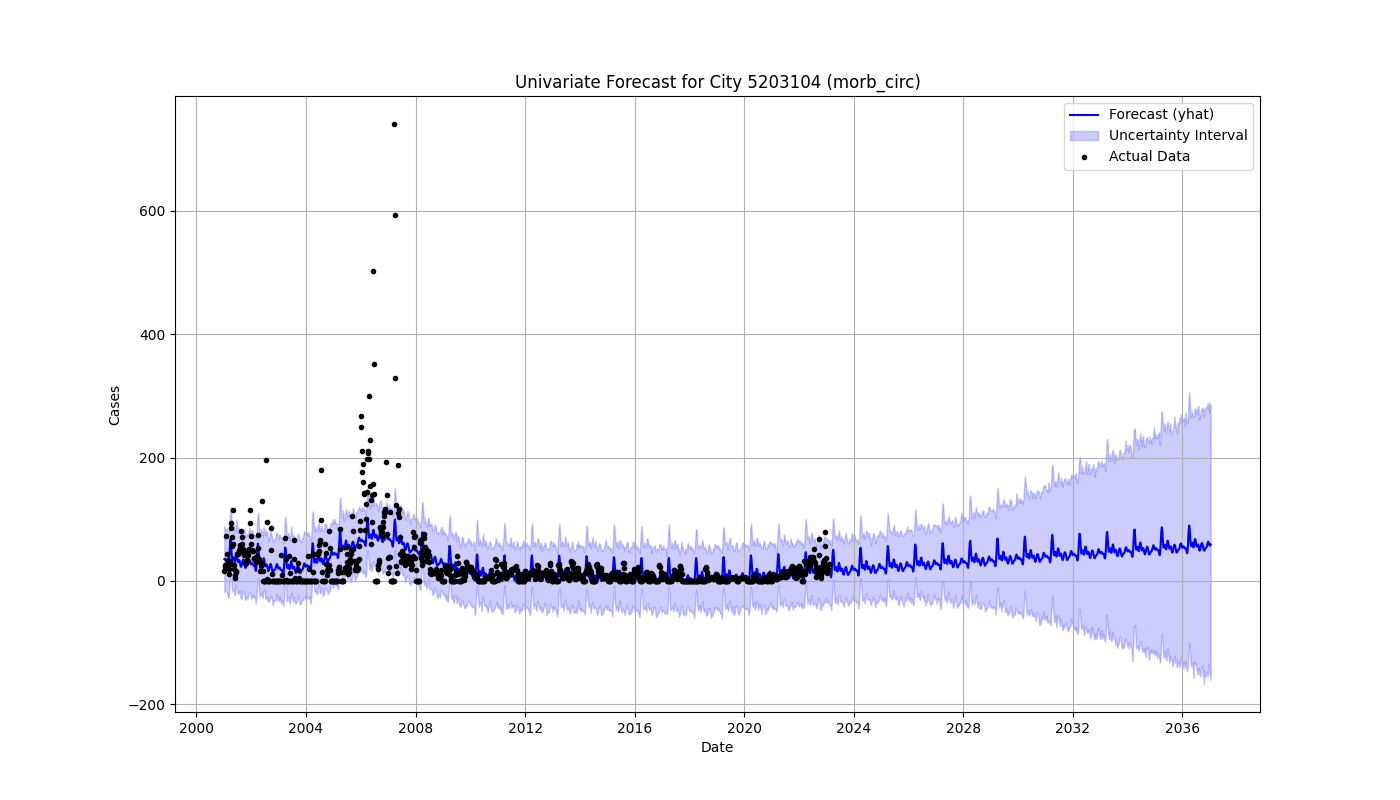 Univariate Forecast for City 5203104 (morb_circ)
Forecast (yhat)
Uncertainty Interval
Actual Data
Cases
600
400
200
0
−200
2000 2004 2008 2012 2016 2020 2024 2028 2032 2036
Date